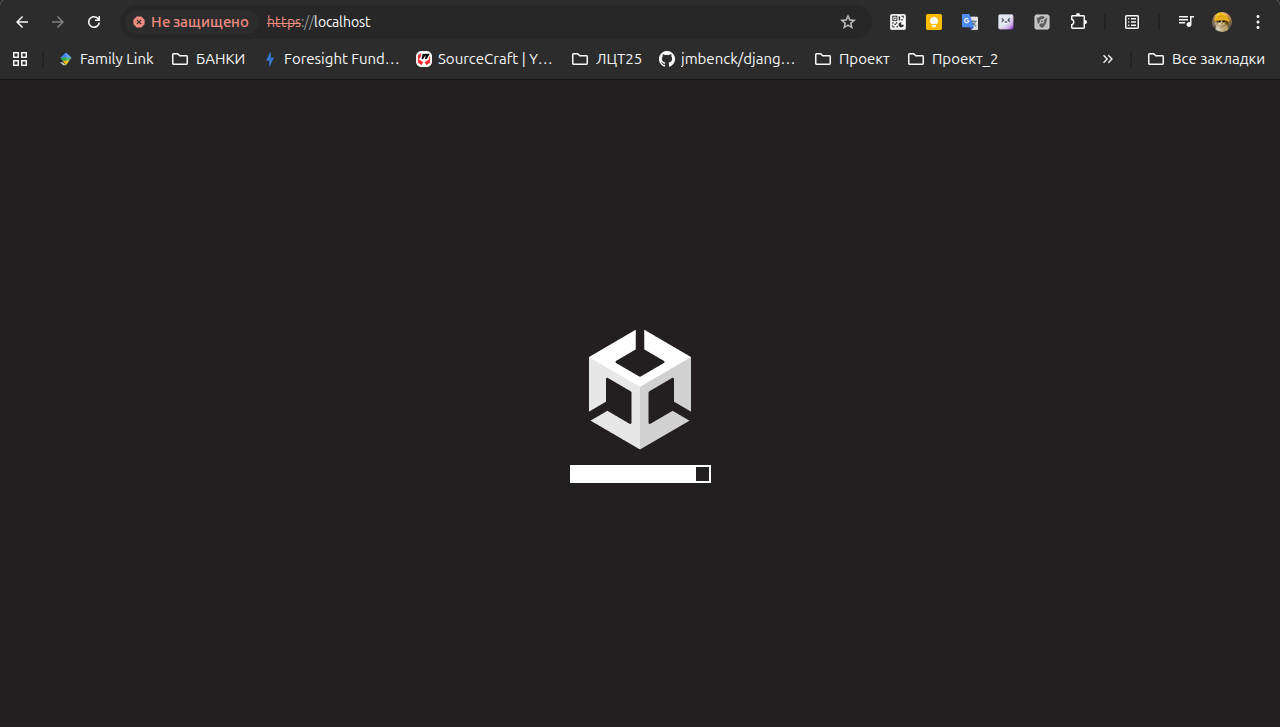 Не защищено https://localhost
Family Link БАНКИ Foresight Fund... SourceCraft | Y... ЛЦТ25 jmbenck/djang... Проект Проект_2 » Все закладки